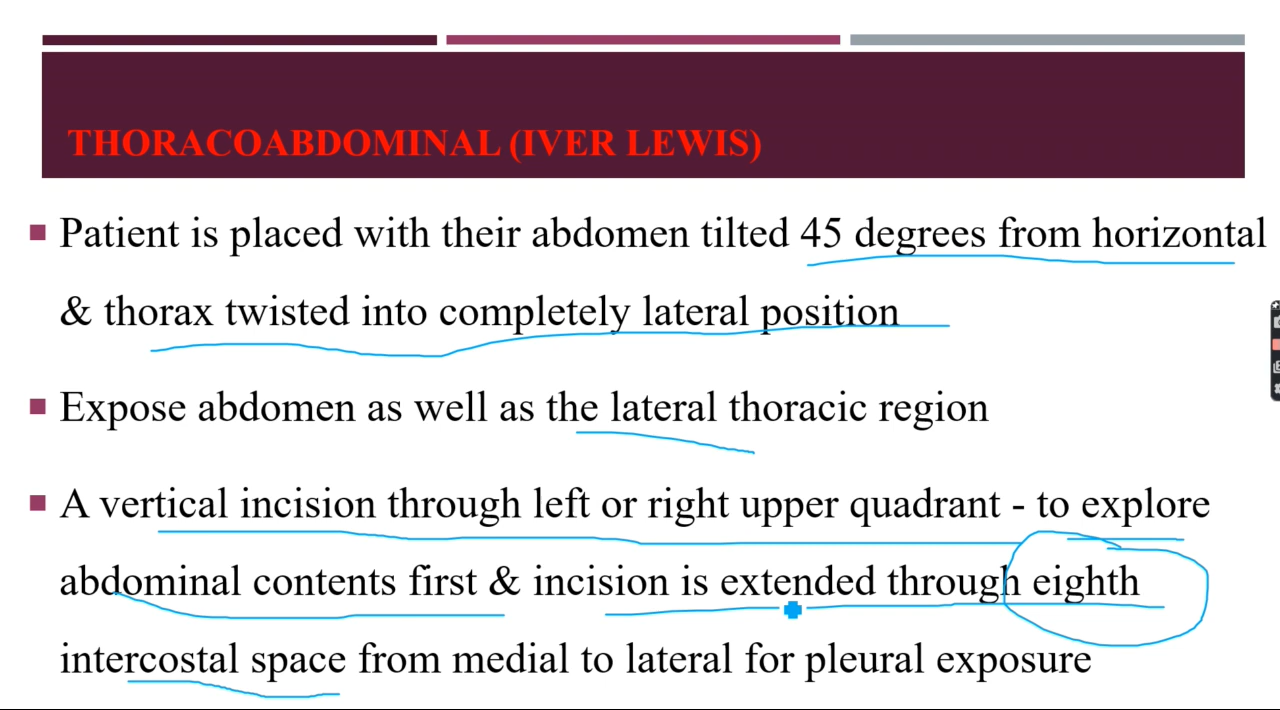 THORACOABDOMINAL (IVER LEWIS)
Patient is placed with their abdomen tilted 45 degrees from horizontal
& thorax twisted into completely lateral position
Expose abdomen as well as the lateral thoracic region
A vertical incision through left or right upper quadrant - to explore
abdominal contents first & incision is extended through eighth
intercostal space from medial to lateral for pleural exposure